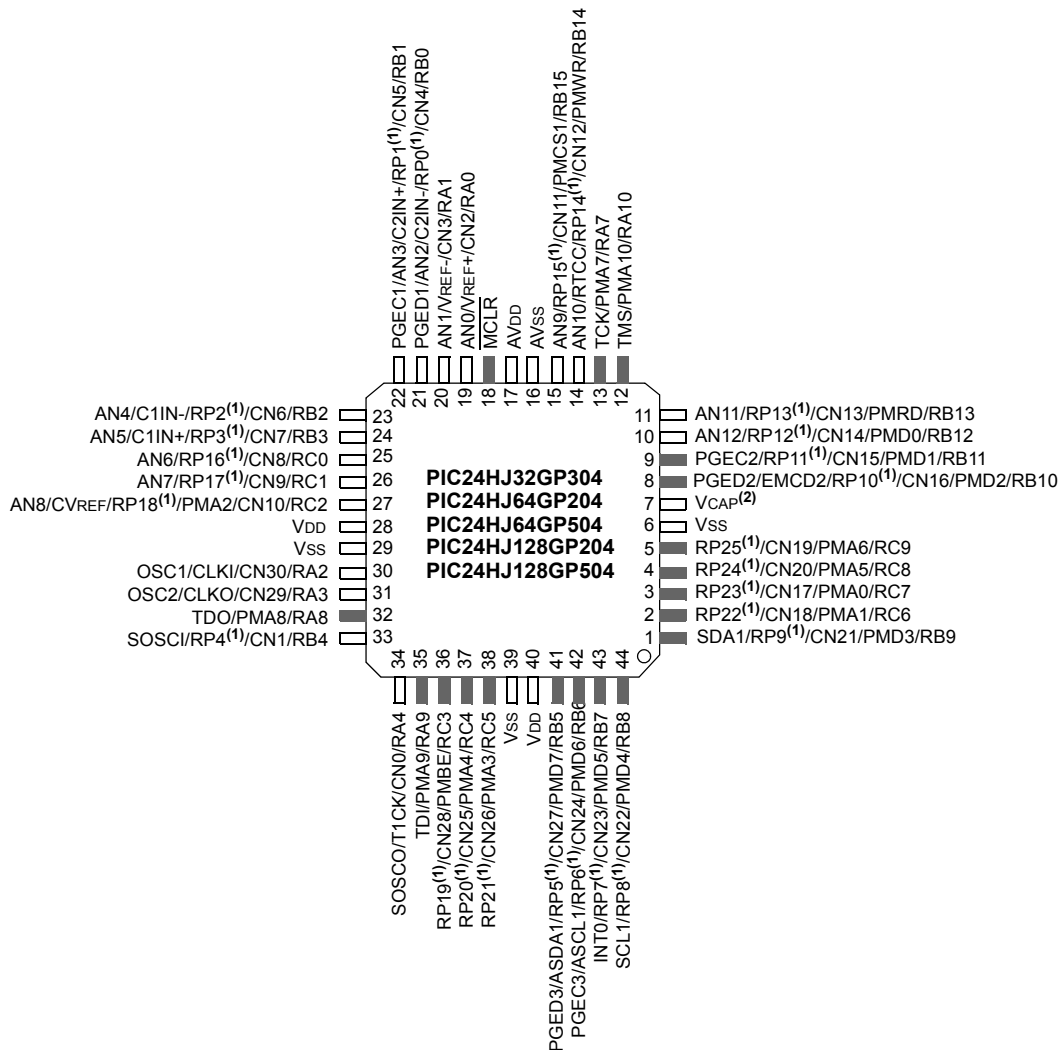 PGEC1/AN3/C2IN+/RP1(1)/CN5/RB1
PGED1/AN2/C2IN-/RP0(1)/CN4/RB0
AN1/VREF-/CN3/RA1
AN0/VREF+/CN2/RA0
MCLR
AVDD
AVSS
AN9/RP15(1)/CN11/PMCS1/RB15
AN10/RTCC/RP14(1)/CN12/PMWR/RB14
TCK/PMA7/RA7
TMS/PMA10/RA10
22 21 20 19 18 17 16 15 14 13 12
AN4/C1IN-/RP2(1)/CN6/RB2 23
AN5/C1IN+/RP3(1)/CN7/RB3 24
AN6/RP16(1)/CN8/RC0 25
AN7/RP17(1)/CN9/RC1 26
AN8/CVREF/RP18(1)/PMA2/CN10/RC2 27
VDD 28
VSS 29
OSC1/CLKI/CN30/RA2 30
OSC2/CLKO/CN29/RA3 31
TDO/PMA8/RA8 32
SOSCI/RP4(1)/CN1/RB4 33
PIC24HJ32GP304
PIC24HJ64GP204
PIC24HJ64GP504
PIC24HJ128GP204
PIC24HJ128GP504
11 AN11/RP13(1)/CN13/PMRD/RB13
10 AN12/RP12(1)/CN14/PMD0/RB12
9 PGEC2/RP11(1)/CN15/PMD1/RB11
8 PGED2/EMCD2/RP10(1)/CN16/PMD2/RB10
7 VCAP(2)
6 VSS
5 RP25(1)/CN19/PMA6/RC9
4 RP24(1)/CN20/PMA5/RC8
3 RP23(1)/CN17/PMA0/RC7
2 RP22(1)/CN18/PMA1/RC6
1 SDA1/RP9(1)/CN21/PMD3/RB9
34 35 36 37 38 39 40 41 42 43 44
SOSCO/T1CK/CN0/RA4
TDI/PMA9/RA9
RP19(1)/CN28/PMBE/RC3
RP20(1)/CN25/PMA4/RC4
RP21(1)/CN26/PMA3/RC5
VSS
VDD
PGED3/ASDA1/RP5(1)/CN27/PMD7/RB5
PGEC3/ASCL1/RP6(1)/CN24/PMD6/RB6
INT0/RP7(1)/CN23/PMD5/RB7
SCL1/RP8(1)/CN22/PMD4/RB8